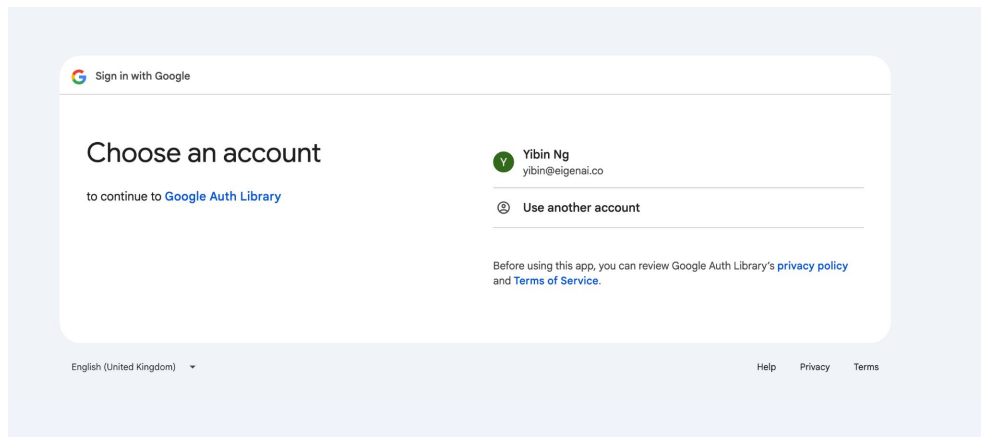 Sign in with Google
Choose an account
to continue to Google Auth Library
Y
Yibin Ng
yibin@eigenai.co
Use another account
Before using this app, you can review Google Auth Library's privacy policy
and Terms of Service.
English (United Kingdom)
Help Privacy Terms